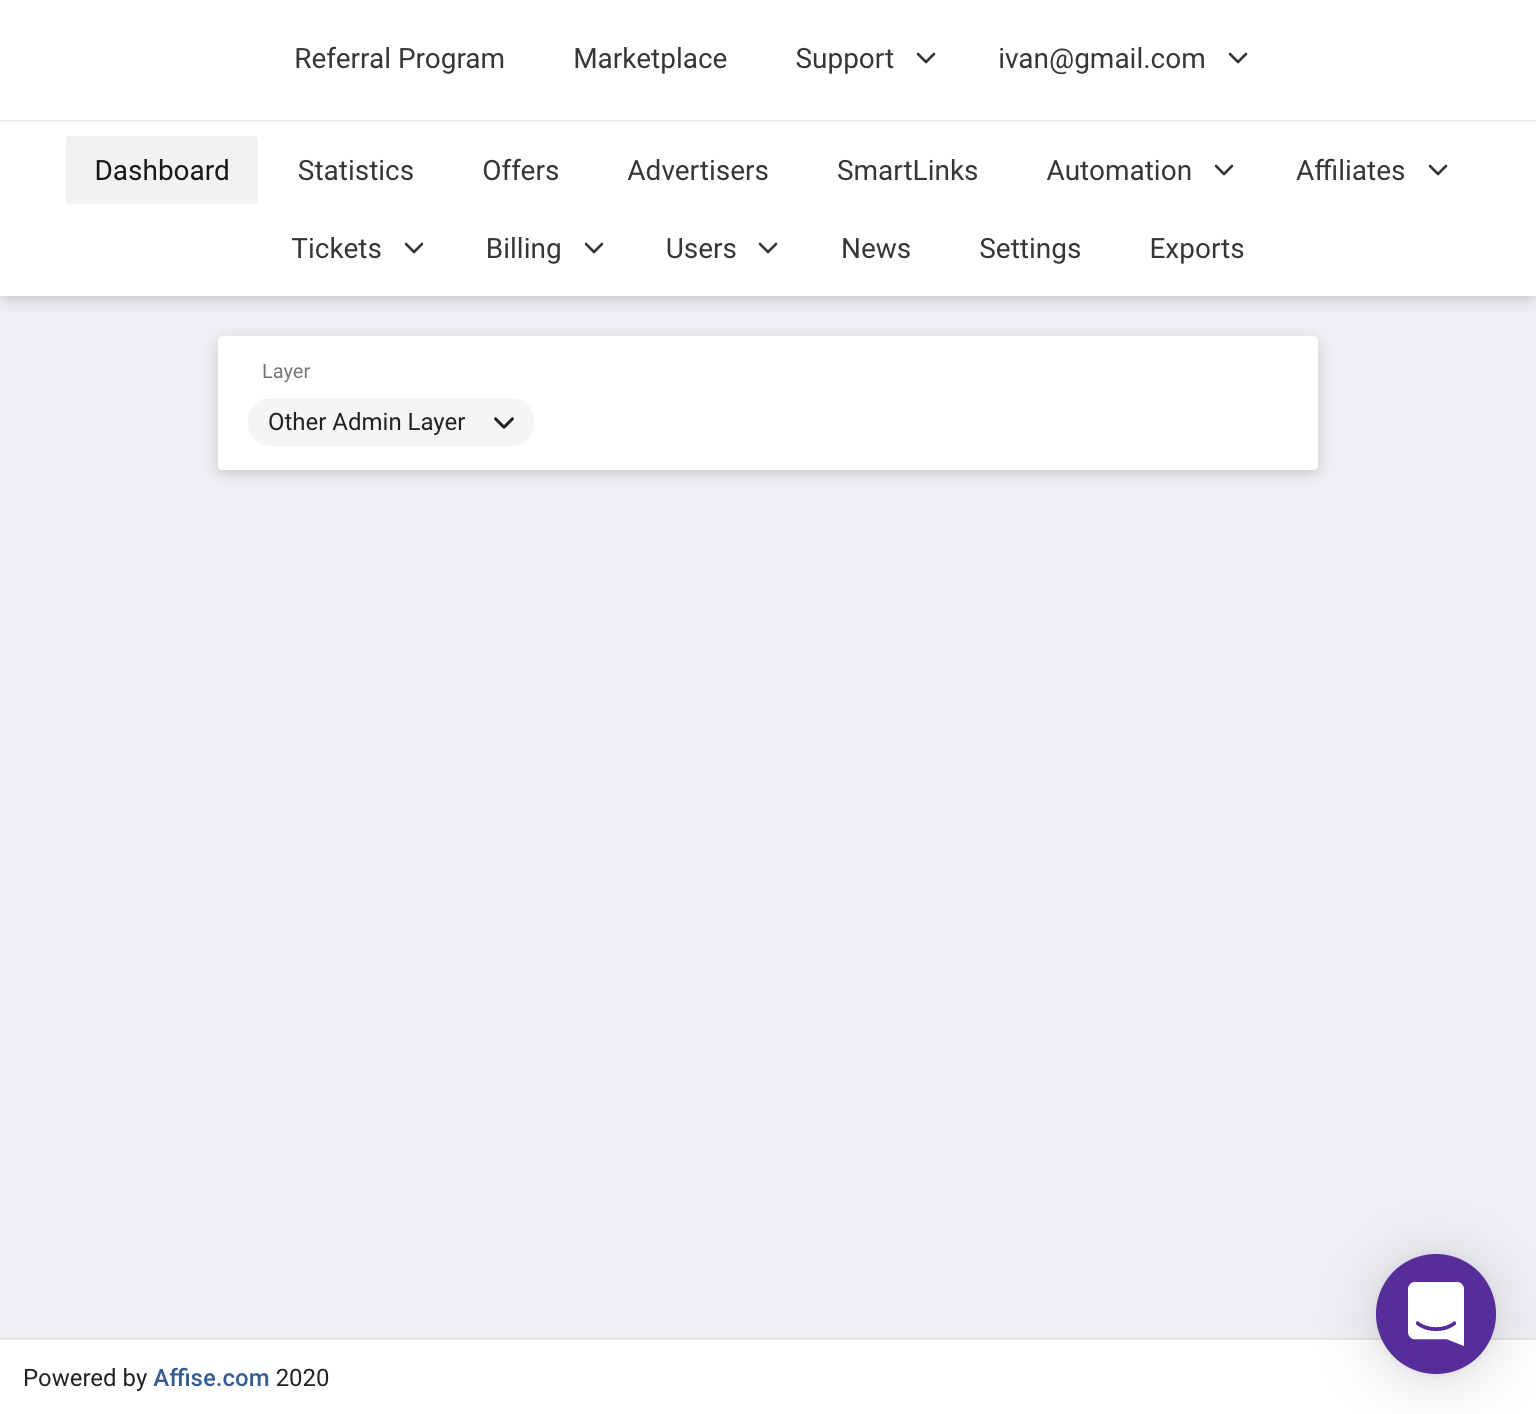 Referral Program Marketplace Support ivan@gmail.com
Dashboard Statistics Offers Advertisers SmartLinks Automation Affiliates
Tickets Billing Users News Settings Exports
Layer
Other Admin Layer
Powered by Affise.com 2020